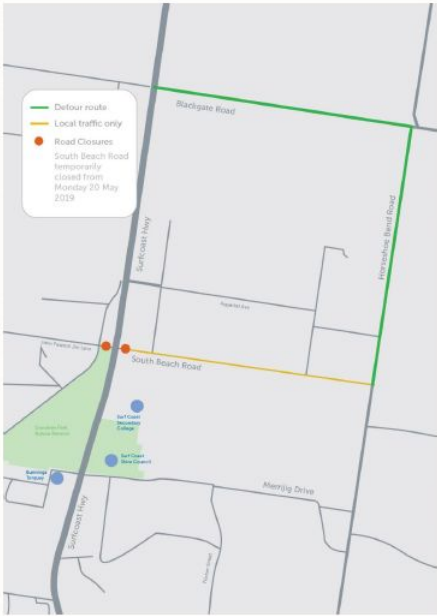 Blackgate Road
Detour route
Local traffic only
Road Closures
South Beach Road
temporarily
closed from
Monday 20 May
2019
Surfcoast Hwy
Horseshoe Bend Road
South Beach Road
Surf Coast
Secondary
College
Surf Coast
Shire Council
Bunnings
Torquay
Merrijig Drive
Surfcoast Hwy